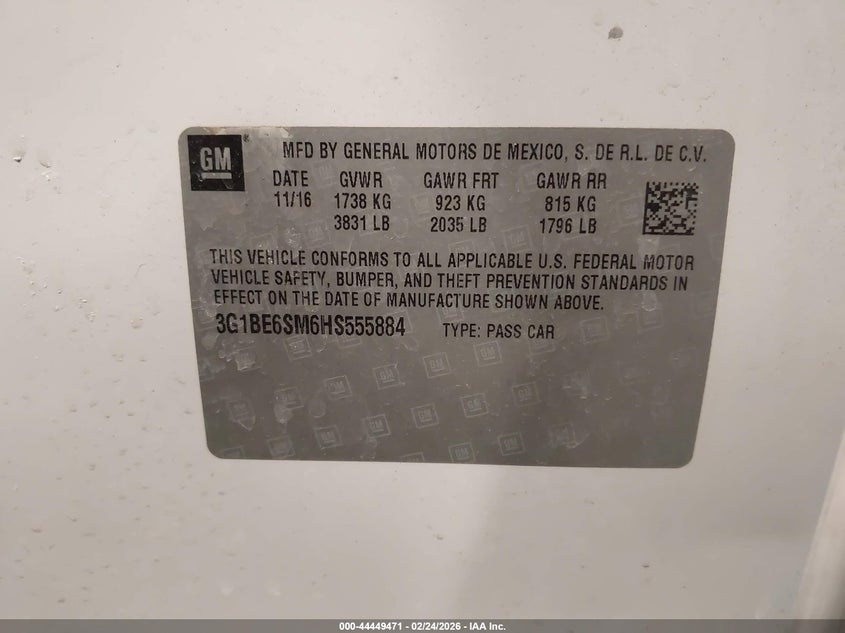 GM ® MFD BY GENERAL MOTORS DE MEXICO, S. DE R.L. DE C.V.
DATE GVWR GAWR FRT GAWR RR
11/16 1738 KG 923 KG 815 KG
3831 LB 2035 LB 1796 LB
THIS VEHICLE CONFORMS TO ALL APPLICABLE U.S. FEDERAL MOTOR
VEHICLE SAFETY, BUMPER, AND THEFT PREVENTION STANDARDS IN
EFFECT ON THE DATE OF MANUFACTURE SHOWN ABOVE.
3G1BE6SM6HS555884 TYPE: PASS CAR
000-44449471 - 02/24/2026 - IAA Inc.